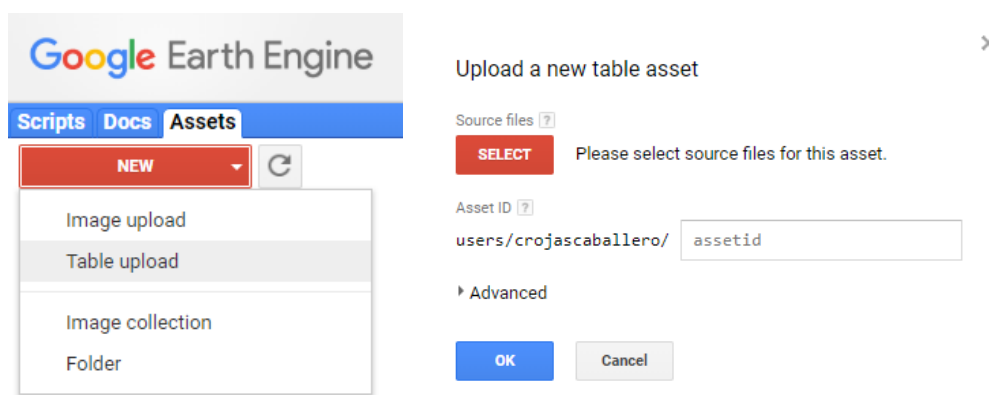 Google Earth Engine
Scripts Docs Assets
NEW
Image upload
Table upload
Image collection
Folder
Upload a new table asset
Source files ?
SELECT Please select source files for this asset.
Asset ID ?
users/crojascaballero/ assetid
Advanced
OK Cancel